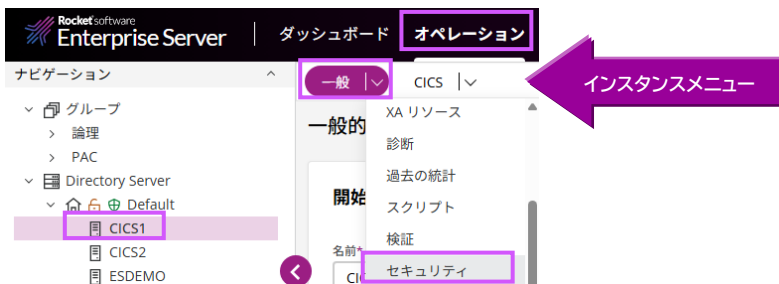 Rocket software
Enterprise Server
ダッシュボード
オペレーション
ナビゲーション
一般
CICS
インスタンスメニュー
グループ
論理
PAC
Directory Server
Default
CICS1
CICS2
ESDEMO
一般的
開始
名前*
XA リソース
診断
過去の統計
スクリプト
検証
セキュリティ